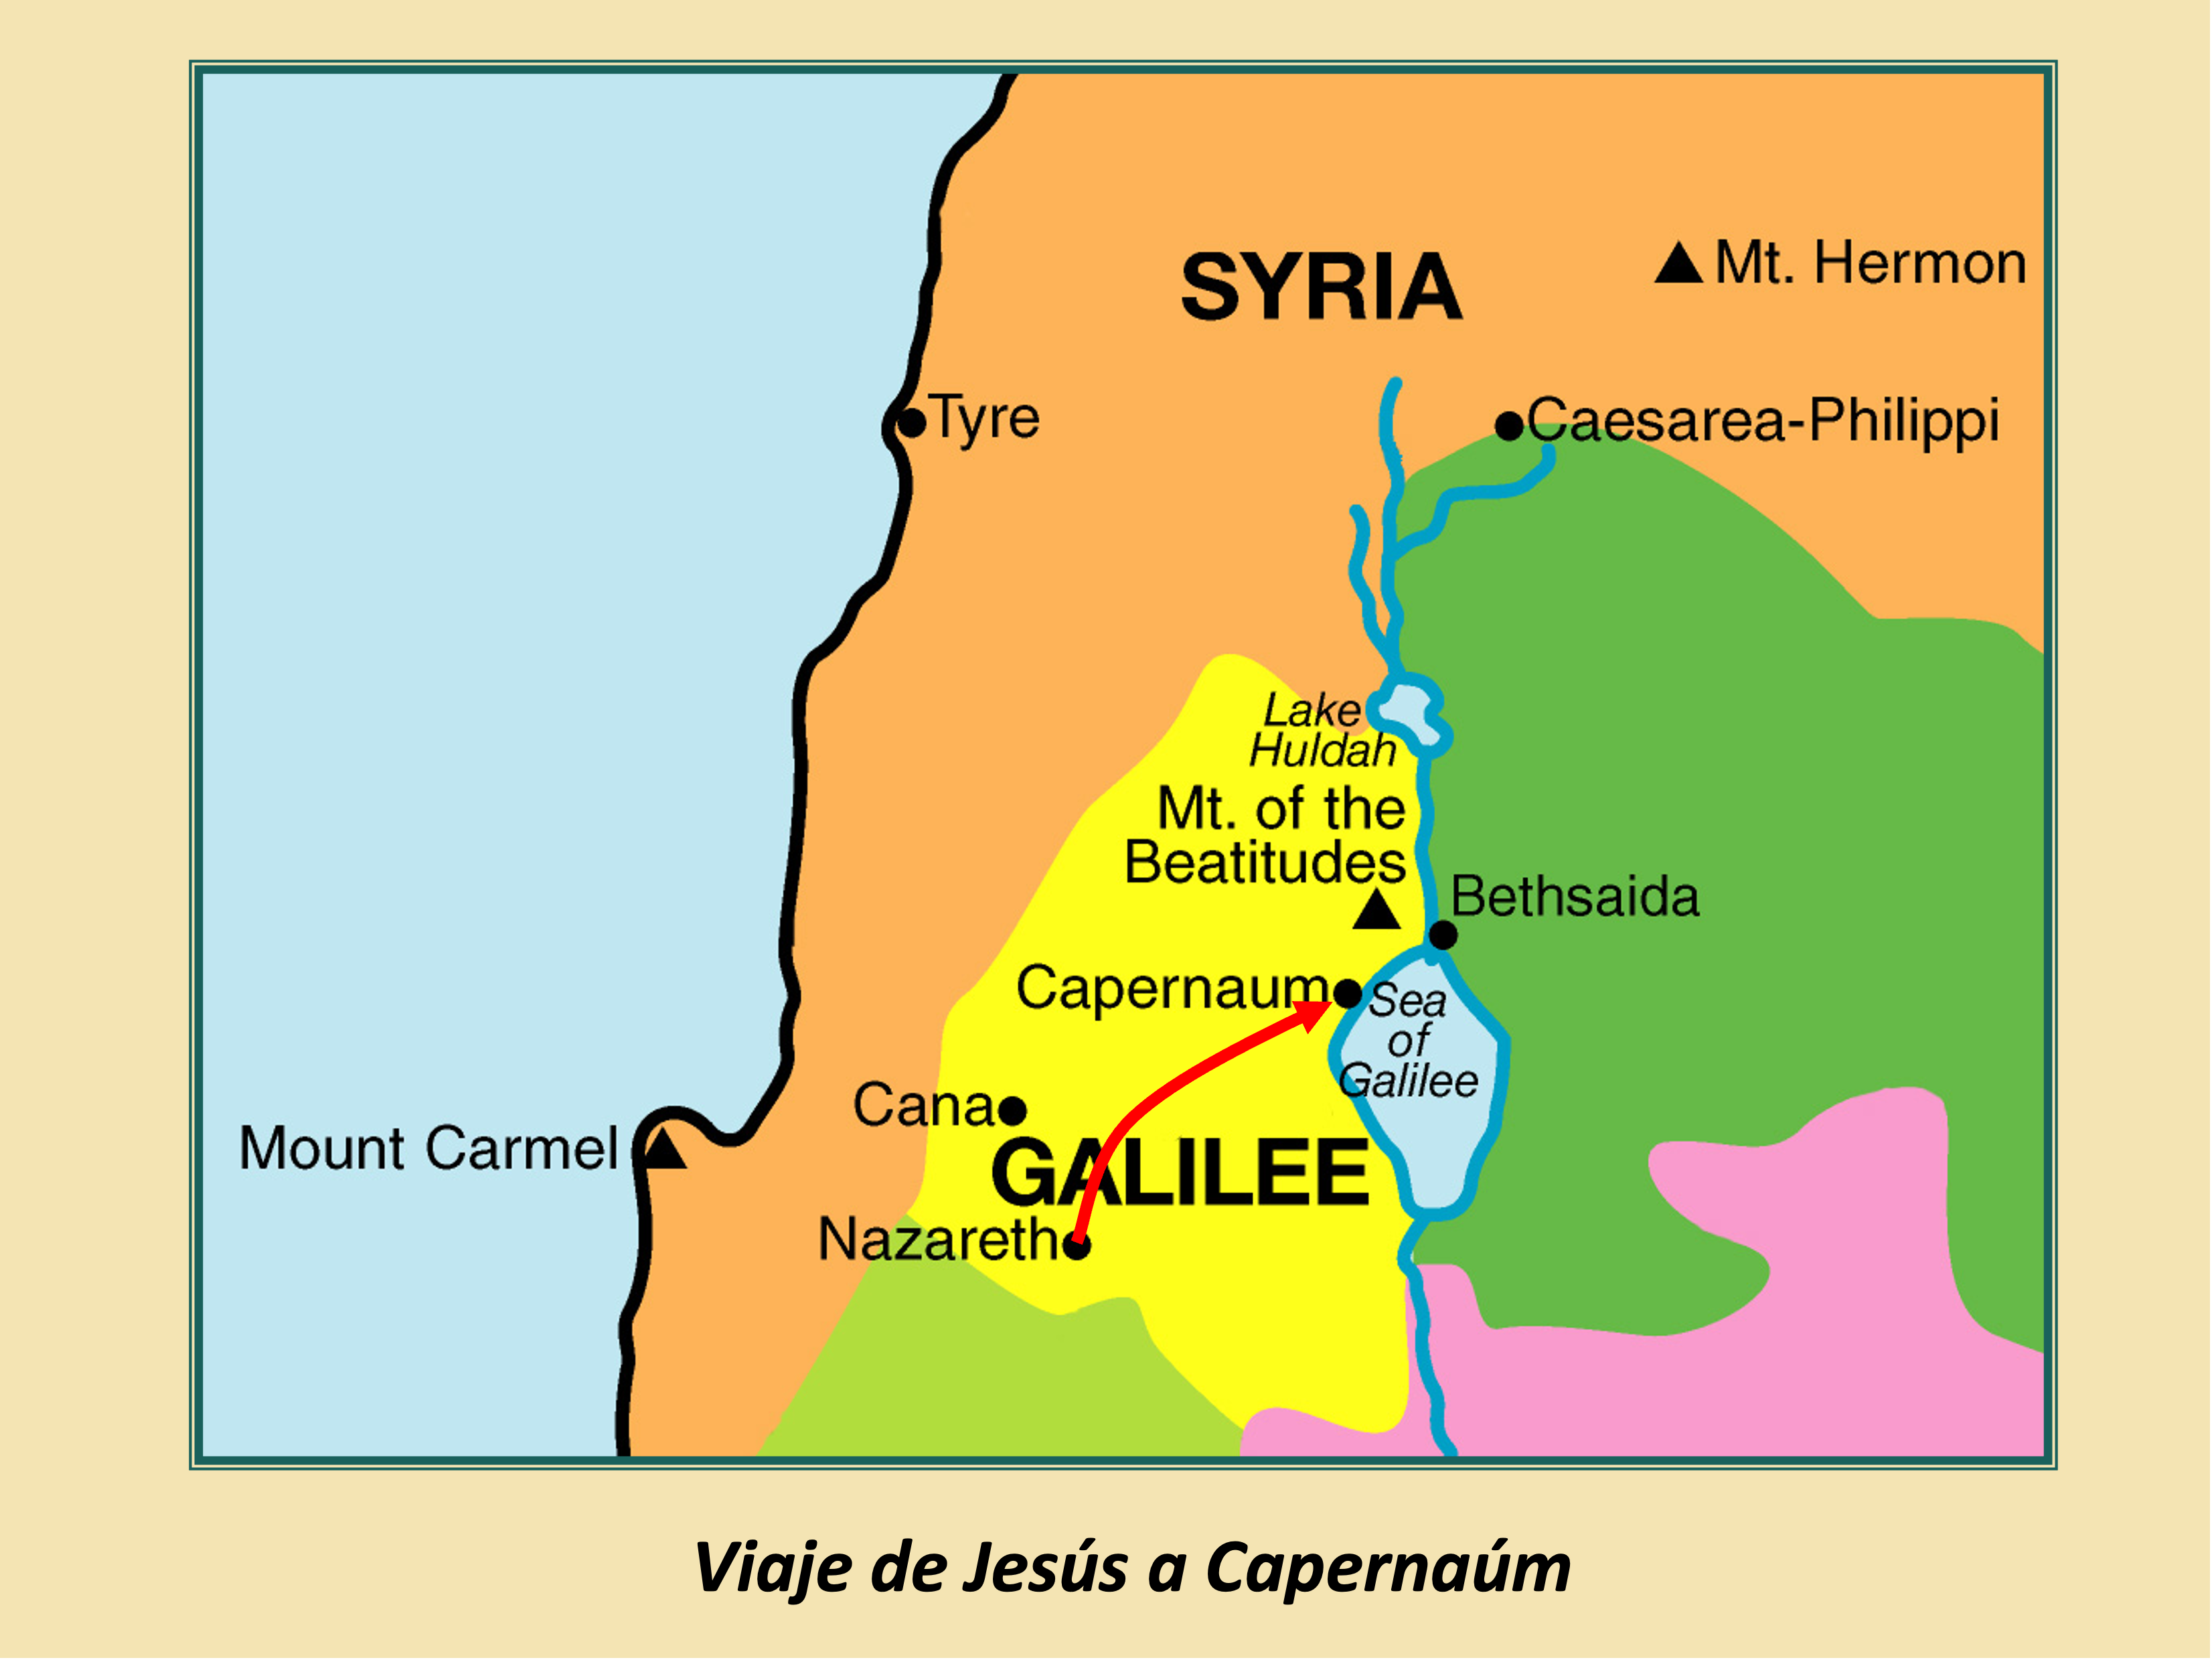 SYRIA
Mt. Hermon
Tyre
Caesarea-Philippi
Lake
Huldah
Mt. of the
Beatitudes
Bethsaida
Capernaum
Sea
of
Galilee
Cana
Mount Carmel
GALILEE
Nazareth
Viaje de Jesús a Capernaúm